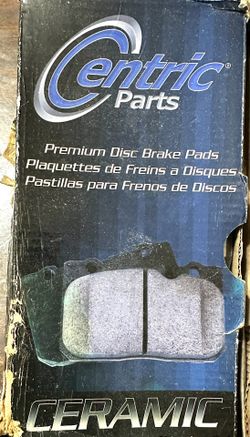 Centric®
Parts
Premium Disc Brake Pads
Plaquettes de Freins a Disques
Pastillas para Frenos de Discos
CERAMIC